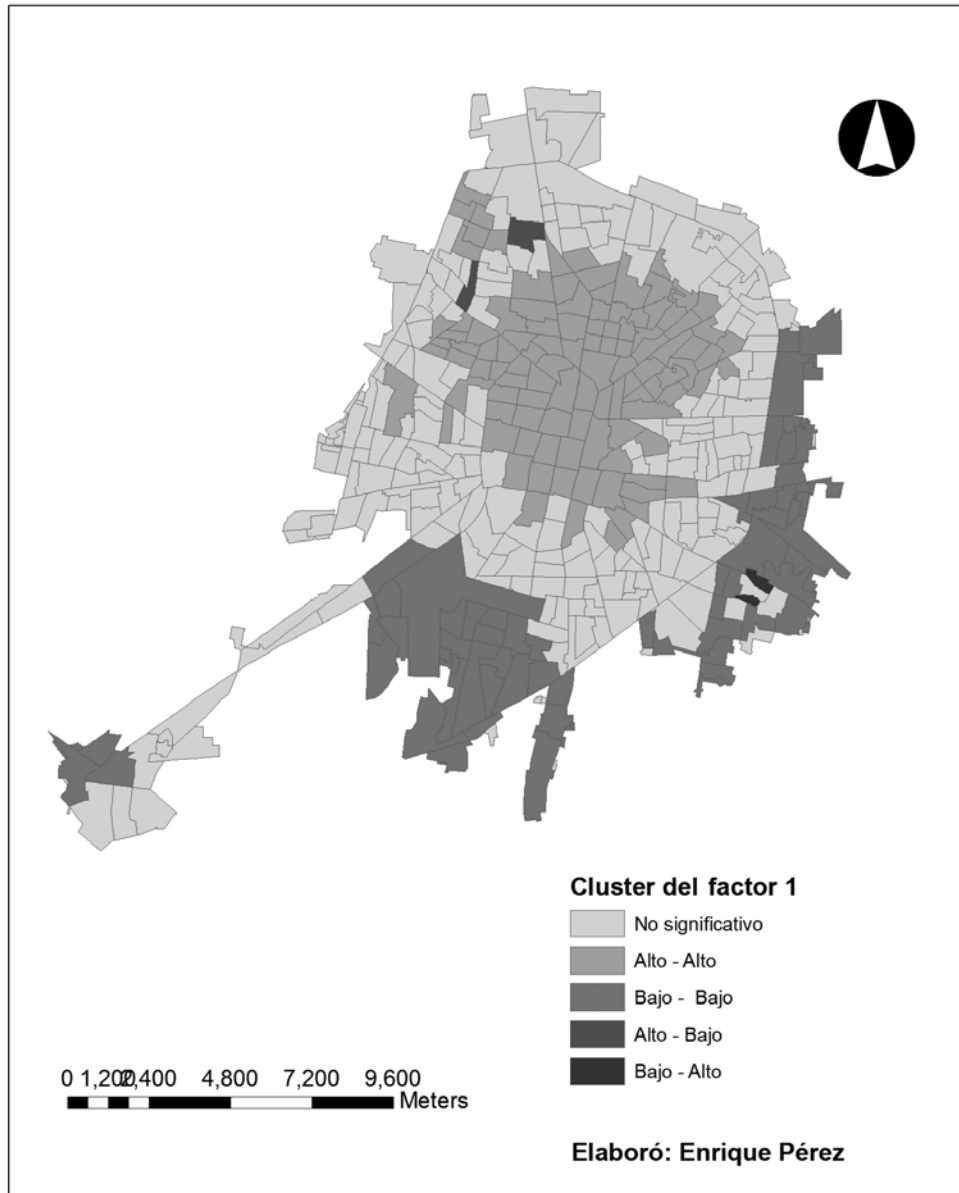 Cluster del factor 1
No significativo
Alto - Alto
Bajo - Bajo
Alto - Bajo
Bajo - Alto
0 1,200 2,400 4,800 7,200 9,600
Meters
Elaboró: Enrique Pérez